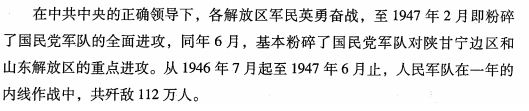 在中共中央的正确领导下，各解放区军民英勇奋战，至 1947 年 2 月即粉碎
了国民党军队的全面进攻，同年 6 月，基本粉碎了国民党军队对陕甘宁边区和
山东解放区的重点进攻。从 1946 年 7 月起至 1947 年 6 月止，人民军队在一年的
内线作战中，共歼敌 112 万人。